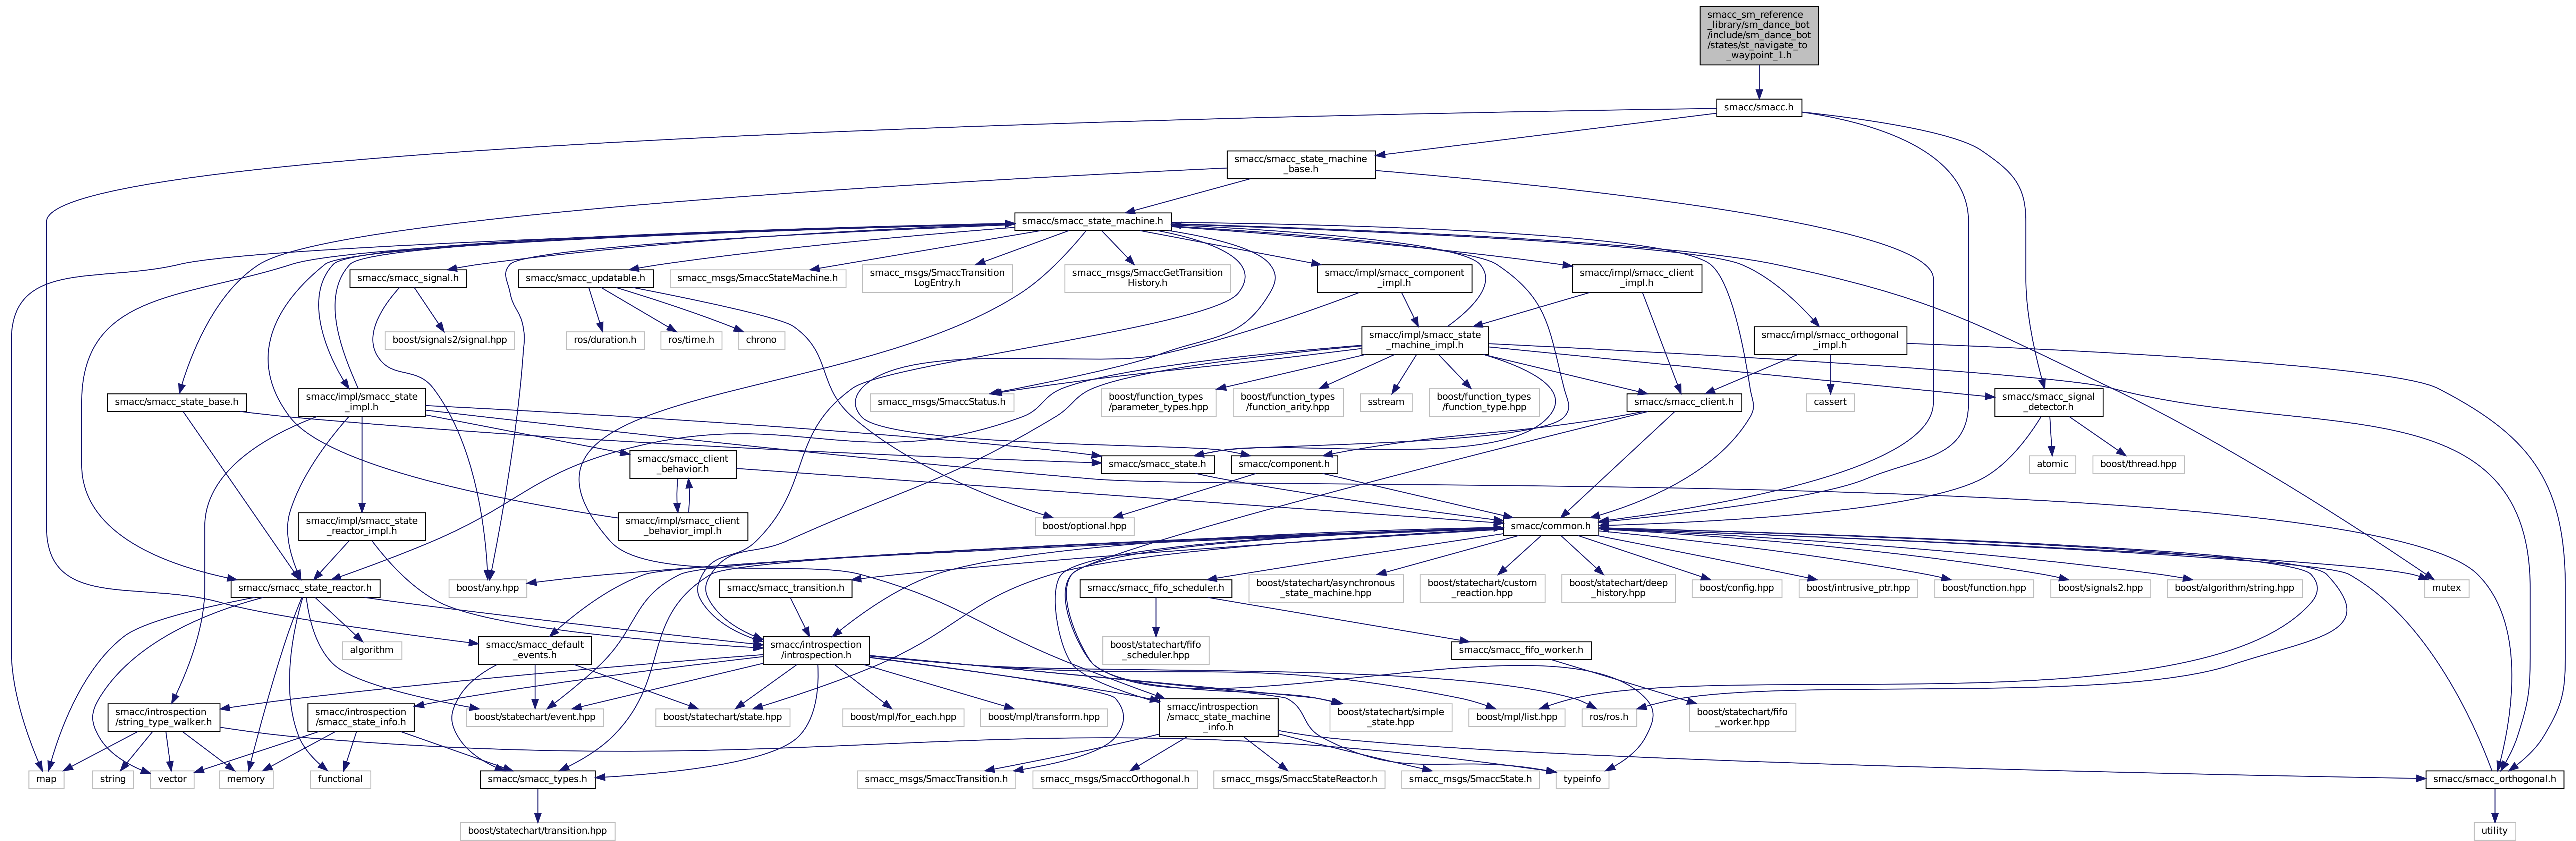 smacc_sm_reference
_library/sm_dance_bot
/include/sm_dance_bot
/states/st_navigate_to
_waypoint_1.h
smacc/smacc.h
smacc/smacc_state_machine
_base.h
smacc/smacc_state_machine.h
smacc/smacc_signal.h
smacc/smacc_updatable.h
smacc_msgs/SmaccStateMachine.h
smacc_msgs/SmaccTransition
LogEntry.h
smacc_msgs/SmaccGetTransition
History.h
smacc/impl/smacc_component
_impl.h
smacc/impl/smacc_client
_impl.h
boost/signals2/signal.hpp
ros/duration.h
ros/time.h
chrono
smacc/impl/smacc_state
_machine_impl.h
smacc/impl/smacc_orthogonal
_impl.h
smacc/smacc_state_base.h
smacc/impl/smacc_state
_impl.h
smacc_msgs/SmaccStatus.h
boost/function_types
/parameter_types.hpp
boost/function_types
/function_arity.hpp
sstream
boost/function_types
/function_type.hpp
smacc/smacc_client.h
cassert
smacc/smacc_signal
_detector.h
smacc/smacc_client
_behavior.h
smacc/smacc_state.h
smacc/component.h
atomic
boost/thread.hpp
smacc/impl/smacc_state
_reactor_impl.h
smacc/impl/smacc_client
_behavior_impl.h
boost/optional.hpp
smacc/common.h
smacc/smacc_state_reactor.h
boost/any.hpp
smacc/smacc_transition.h
smacc/smacc_fifo_scheduler.h
boost/statechart/asynchronous
_state_machine.hpp
boost/statechart/custom
_reaction.hpp
boost/statechart/deep
_history.hpp
boost/config.hpp
boost/intrusive_ptr.hpp
boost/function.hpp
boost/signals2.hpp
boost/algorithm/string.hpp
mutex
algorithm
smacc/smacc_default
_events.h
smacc/introspection
/introspection.h
boost/statechart/fifo
_scheduler.hpp
smacc/smacc_fifo_worker.h
smacc/introspection
/string_type_walker.h
smacc/introspection
/smacc_state_info.h
boost/statechart/event.hpp
boost/statechart/state.hpp
boost/mpl/for_each.hpp
boost/mpl/transform.hpp
smacc/introspection
/smacc_state_machine
_info.h
boost/statechart/simple
_state.hpp
boost/mpl/list.hpp
ros/ros.h
boost/statechart/fifo
_worker.hpp
map
string
vector
memory
functional
smacc/smacc_types.h
smacc_msgs/SmaccTransition.h
smacc_msgs/SmaccOrthogonal.h
smacc_msgs/SmaccStateReactor.h
smacc_msgs/SmaccState.h
typeinfo
smacc/smacc_orthogonal.h
boost/statechart/transition.hpp
utility